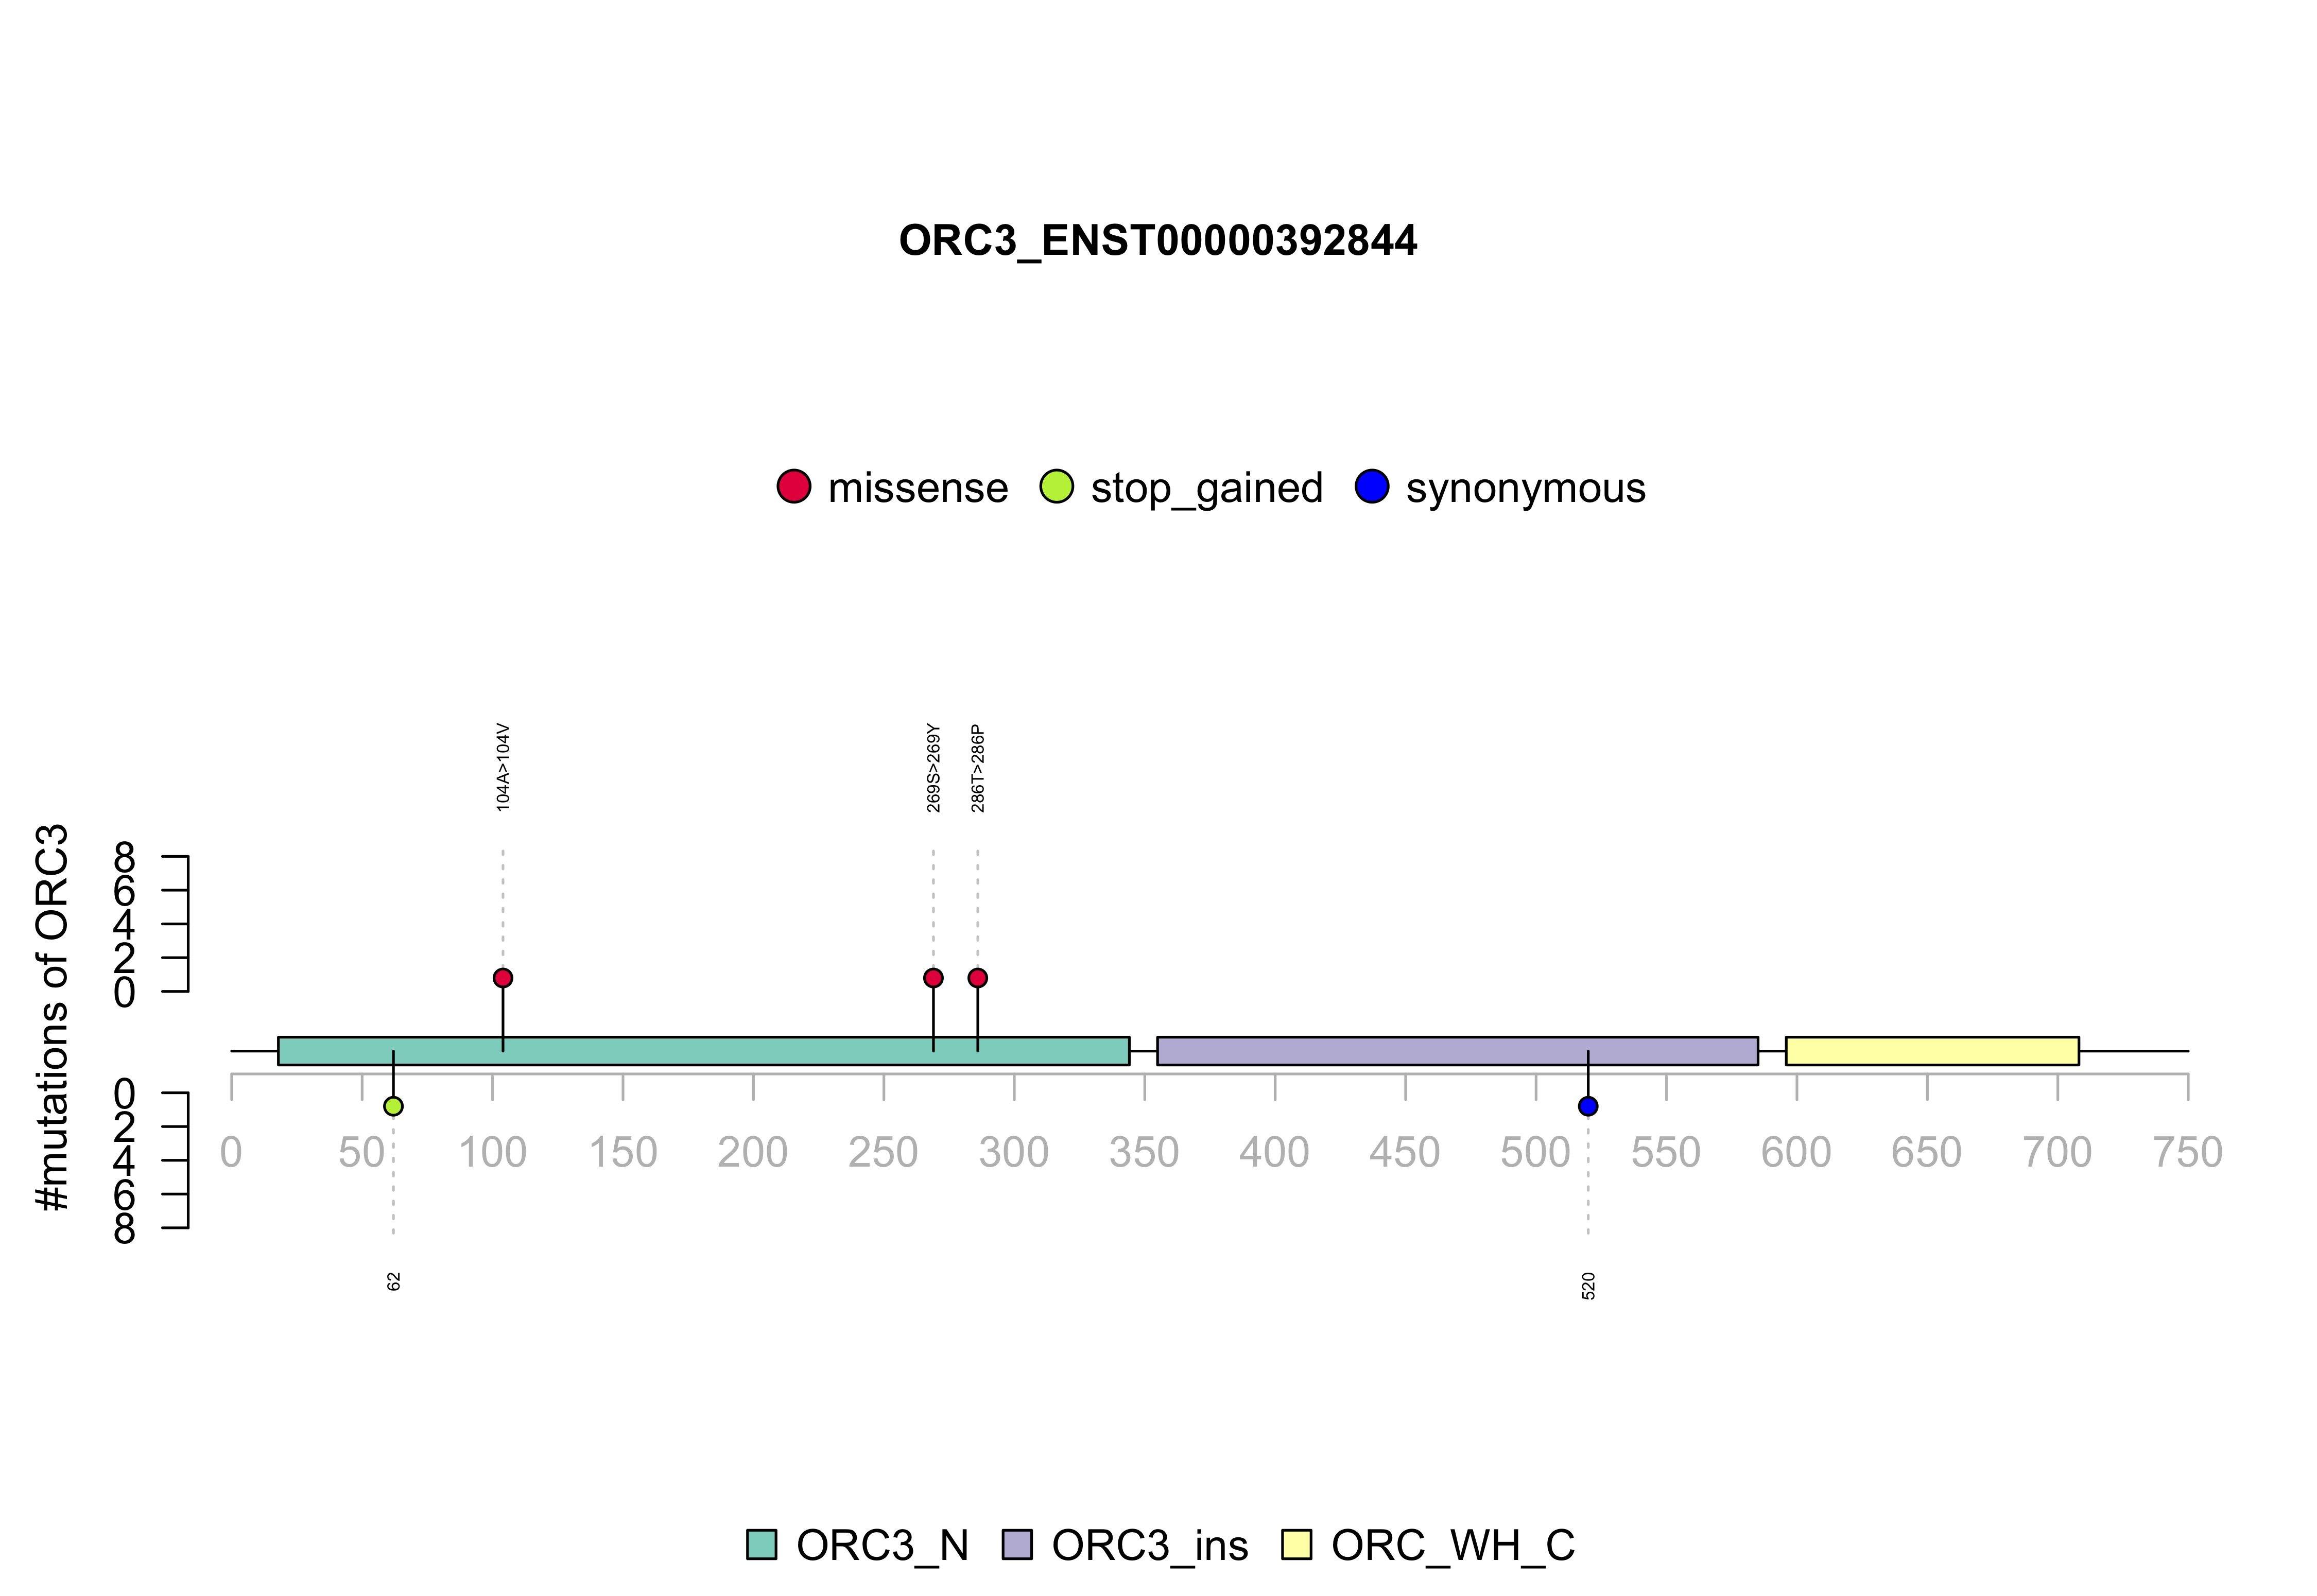 ORC3_ENST00000392844
missense stop_gained synonymous
104A>104V 269S>269Y 286T>286P
#mutations of ORC3
8
6
4
2
0
0
2
4
6
8
0 50 100 150 200 250 300 350 400 450 500 550 600 650 700 750
62 520
ORC3_N ORC3_ins ORC_WH_C